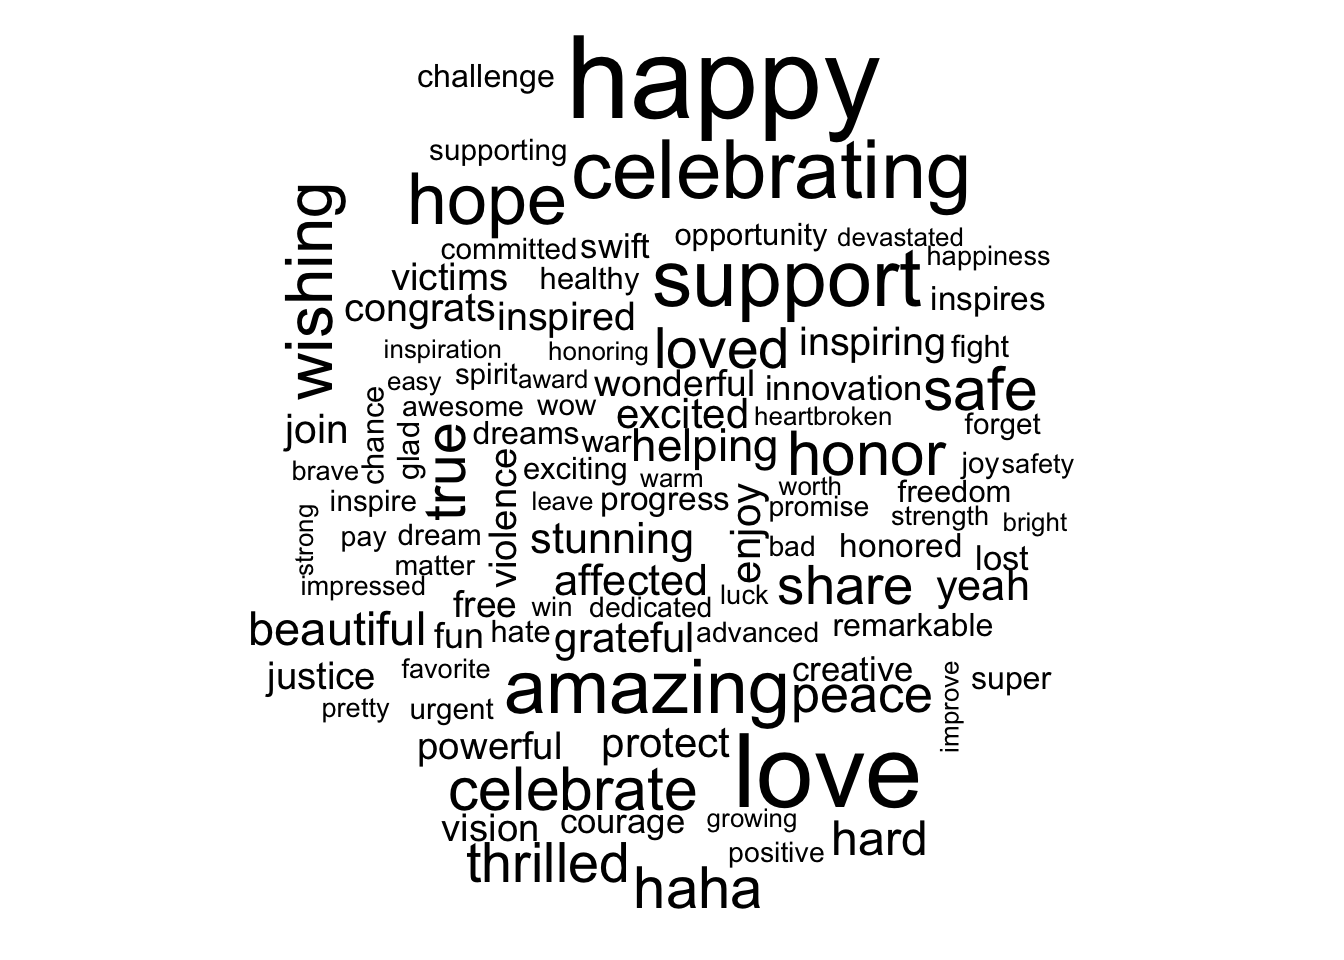 happy
challenge
celebrating
supporting
hope
wishing
opportunity devastated
committed swift
happiness
victims healthy support
inspires
congrats inspired
inspiring fight
loved
inspiration honoring
easy spirit award wonderful innovation safe
chance awesome wow excited heartbroken
forget
join glad true dreams war helping honor
joy safety
brave exciting
violence warm worth
inspire leave progress enjoy promise freedom
strength bright
strong pay dream stunning bad honored
lost
matter affected
impressed luck share yeah
free win dedicated
beautiful fun hate grateful advanced remarkable
justice favorite amazing creative improve super
peace
pretty urgent
powerful protect love
celebrate
vision courage growing
hard
thrilled positive
haha